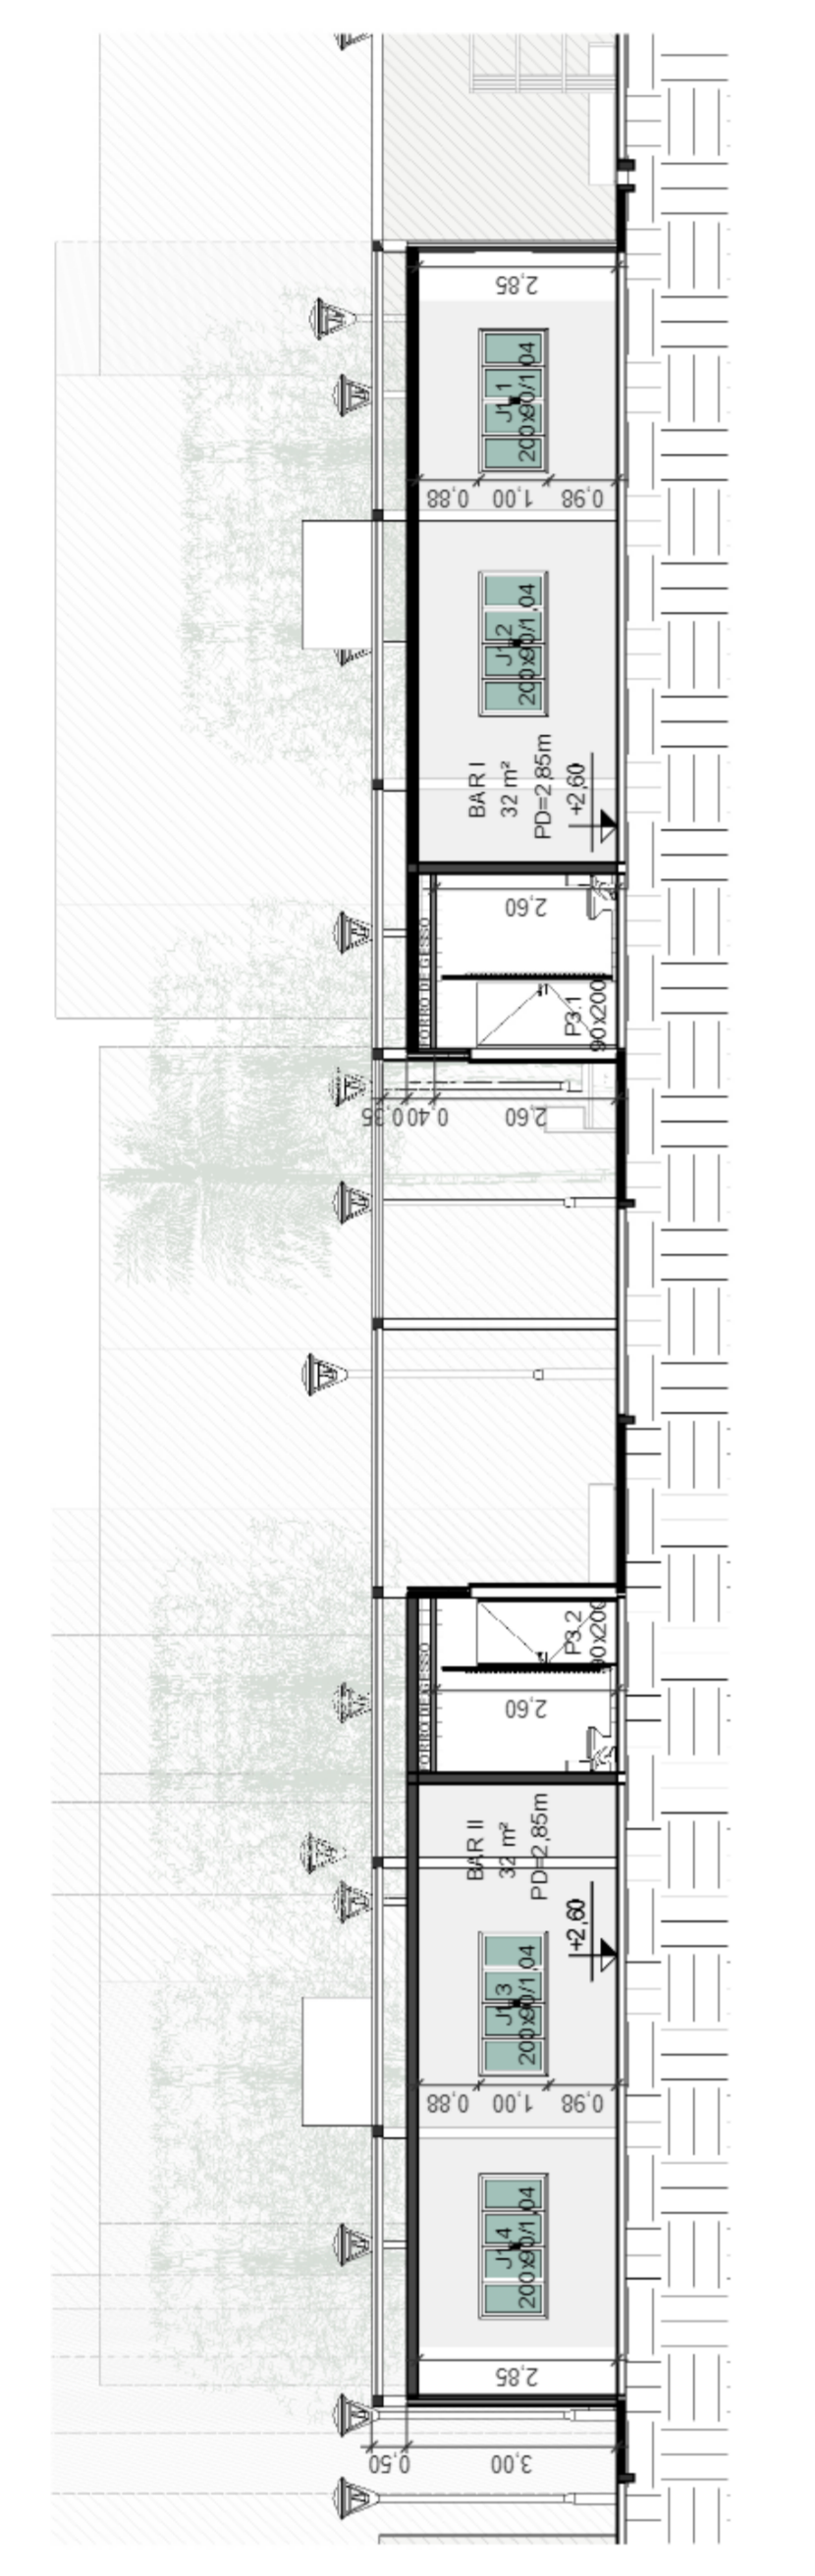 2,85
J1.1
200x90/1,04
0,88
1,00
0,98
J1.2
200x90/1,04
BAR I
32 m²
PD=2,85m
+2,60
2,60
FORRO DE GESSO
P3.1
90x200
0,35
0,40
2,60
P3.2
90x200
FORRO DE GESSO
2,60
BAR II
32 m²
PD=2,85m
+2,60
J1.3
200x90/1,04
0,88
1,00
0,98
J1.4
200x90/1,04
2,85
0,50
3,00